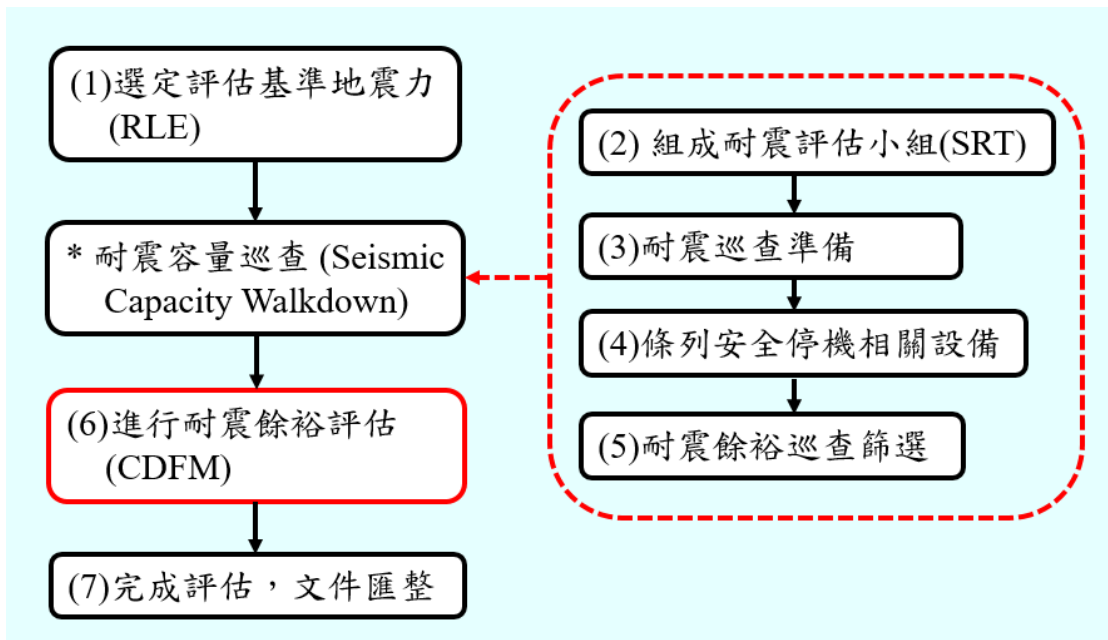 (1)選定評估基準地震力
(RLE)
* 耐震容量巡查 (Seismic
Capacity Walkdown)
(6)進行耐震餘裕評估
(CDFM)
(7)完成評估，文件匯整
(2) 組成耐震評估小組(SRT)
(3)耐震巡查準備
(4)條列安全停機相關設備
(5)耐震餘裕巡查篩選